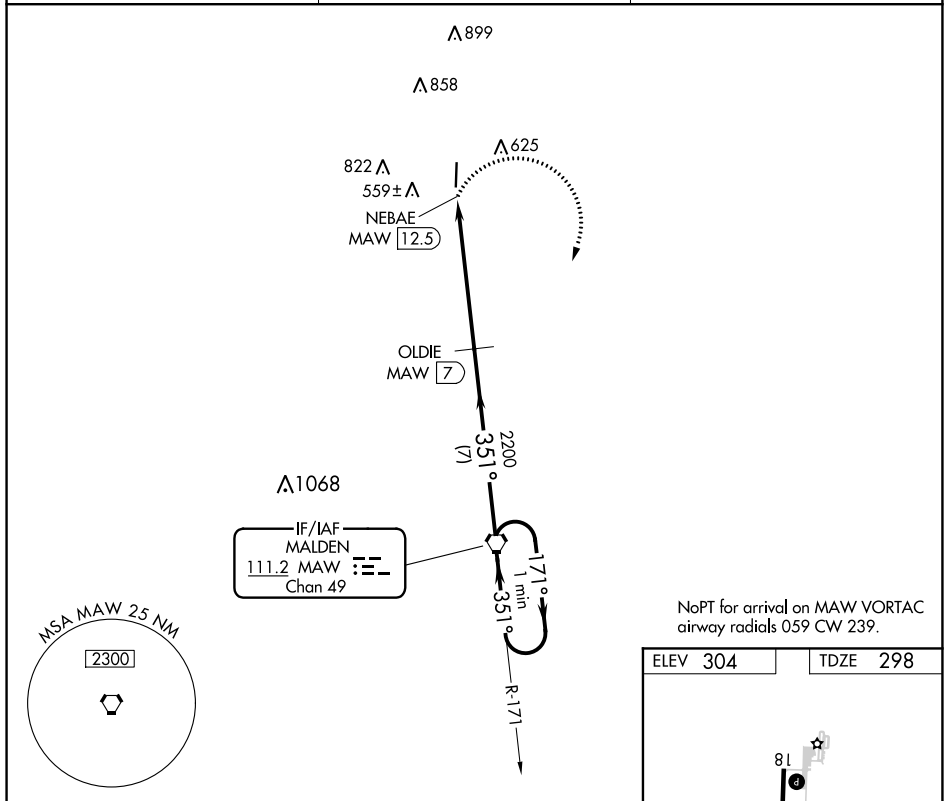 899
858
625
822
559±
NEBAE
MAW 12.5
OLDIE
MAW 7
2200
351°
(7)
1068
IF/IAF
MALDEN
111.2 MAW
Chan 49
171°
1 min
351°
R-171
MSA MAW 25 NM
2300
NoPT for arrival on MAW VORTAC
airway radials 059 CW 239.
ELEV 304
TDZE 298
18
P